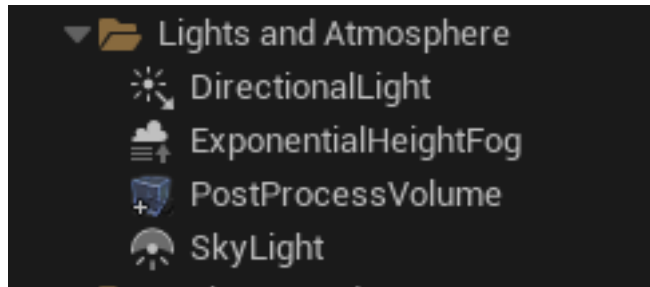 Lights and Atmosphere
DirectionalLight
ExponentialHeightFog
PostProcessVolume
SkyLight